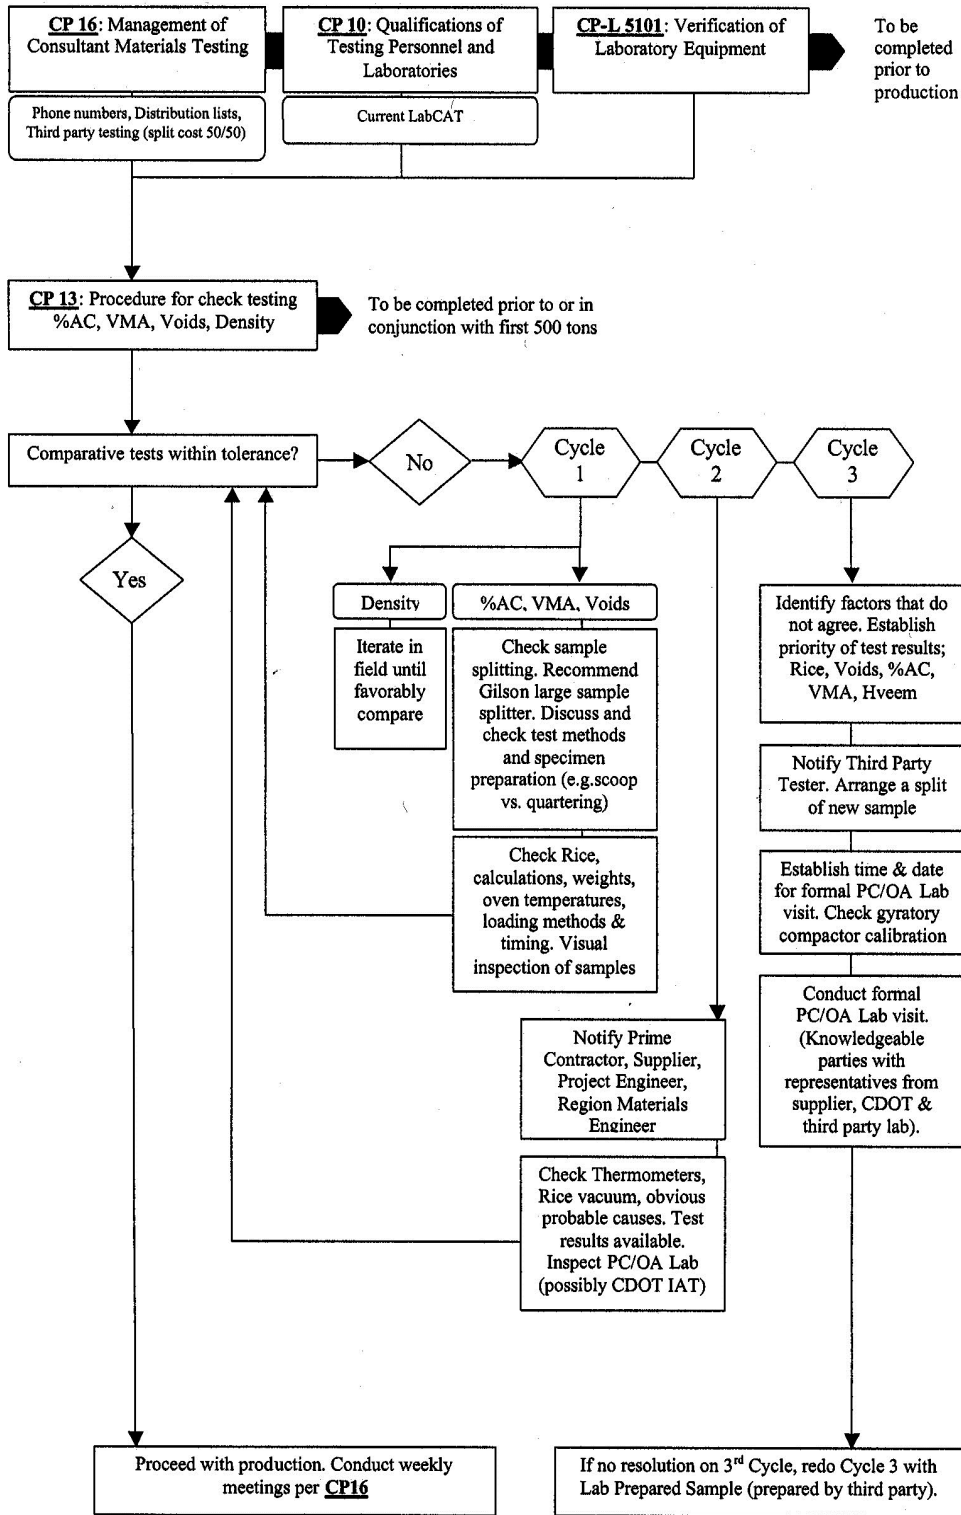 CP 16: Management of
Consultant Materials Testing
CP 10: Qualifications of
Testing Personnel and
Laboratories
CP-L 5101: Verification of
Laboratory Equipment
To be
completed
prior to
production
Phone numbers, Distribution lists,
Third party testing (split cost 50/50)
Current LabCAT
CP 13: Procedure for check testing
%AC, VMA, Voids, Density
To be completed prior to or in
conjunction with first 500 tons
Comparative tests within tolerance?
No
Cycle
1
Cycle
2
Cycle
3
Yes
Density
Iterate in
field until
favorably
compare
%AC, VMA, Voids
Check sample
splitting. Recommend
Gilson large sample
splitter. Discuss and
check test methods
and specimen
preparation (e.g.scoop
vs. quartering)
Check Rice,
calculations, weights,
oven temperatures,
loading methods &
timing. Visual
inspection of samples
Notify Prime
Contractor, Supplier,
Project Engineer,
Region Materials
Engineer
Check Thermometers,
Rice vacuum, obvious
probable causes. Test
results available.
Inspect PC/OA Lab
(possibly CDOT IAT)
Identify factors that do
not agree. Establish
priority of test results;
Rice, Voids, %AC,
VMA, Hveem
Notify Third Party
Tester. Arrange a split
of new sample
Establish time & date
for formal PC/OA Lab
visit. Check gyratory
compactor calibration
Conduct formal
PC/OA Lab visit.
(Knowledgeable
parties with
representatives from
supplier, CDOT &
third party lab).
Proceed with production. Conduct weekly
meetings per CP16
If no resolution on 3rd Cycle, redo Cycle 3 with
Lab Prepared Sample (prepared by third party).